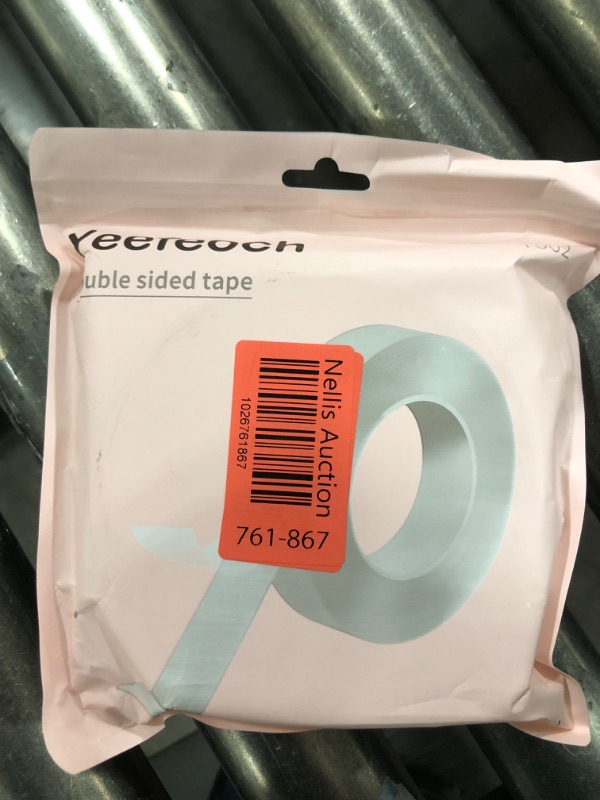 Yeereoch
uble sided tape
Nellis Auction
1026761867
761-867